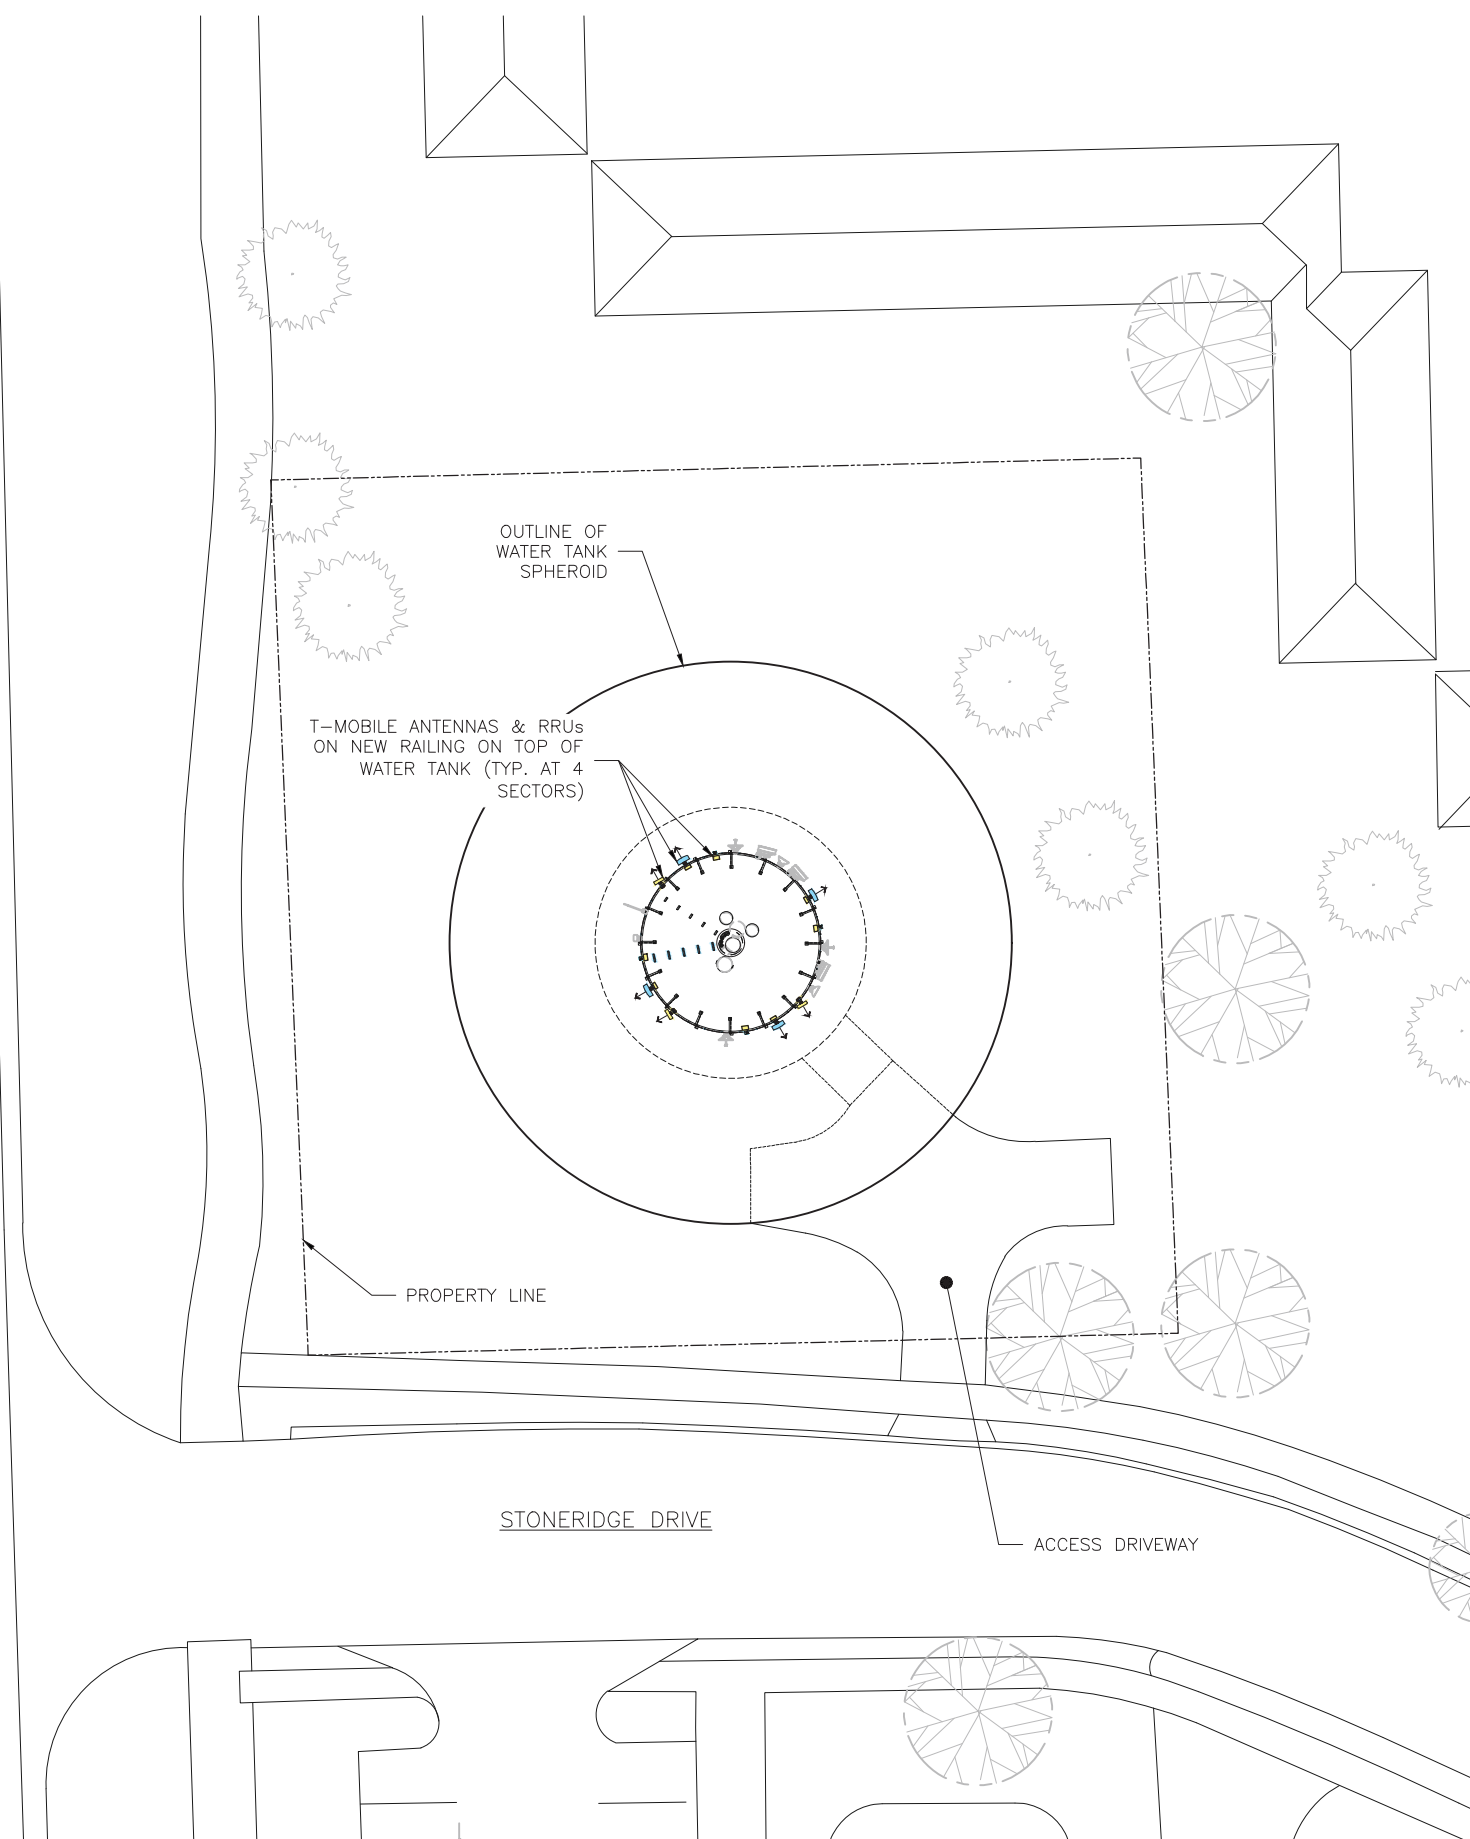 OUTLINE OF
WATER TANK
SPHEROID
T-MOBILE ANTENNAS & RRUs
ON NEW RAILING ON TOP OF
WATER TANK (TYP. AT 4
SECTORS)
PROPERTY LINE
STONERIDGE DRIVE
ACCESS DRIVEWAY